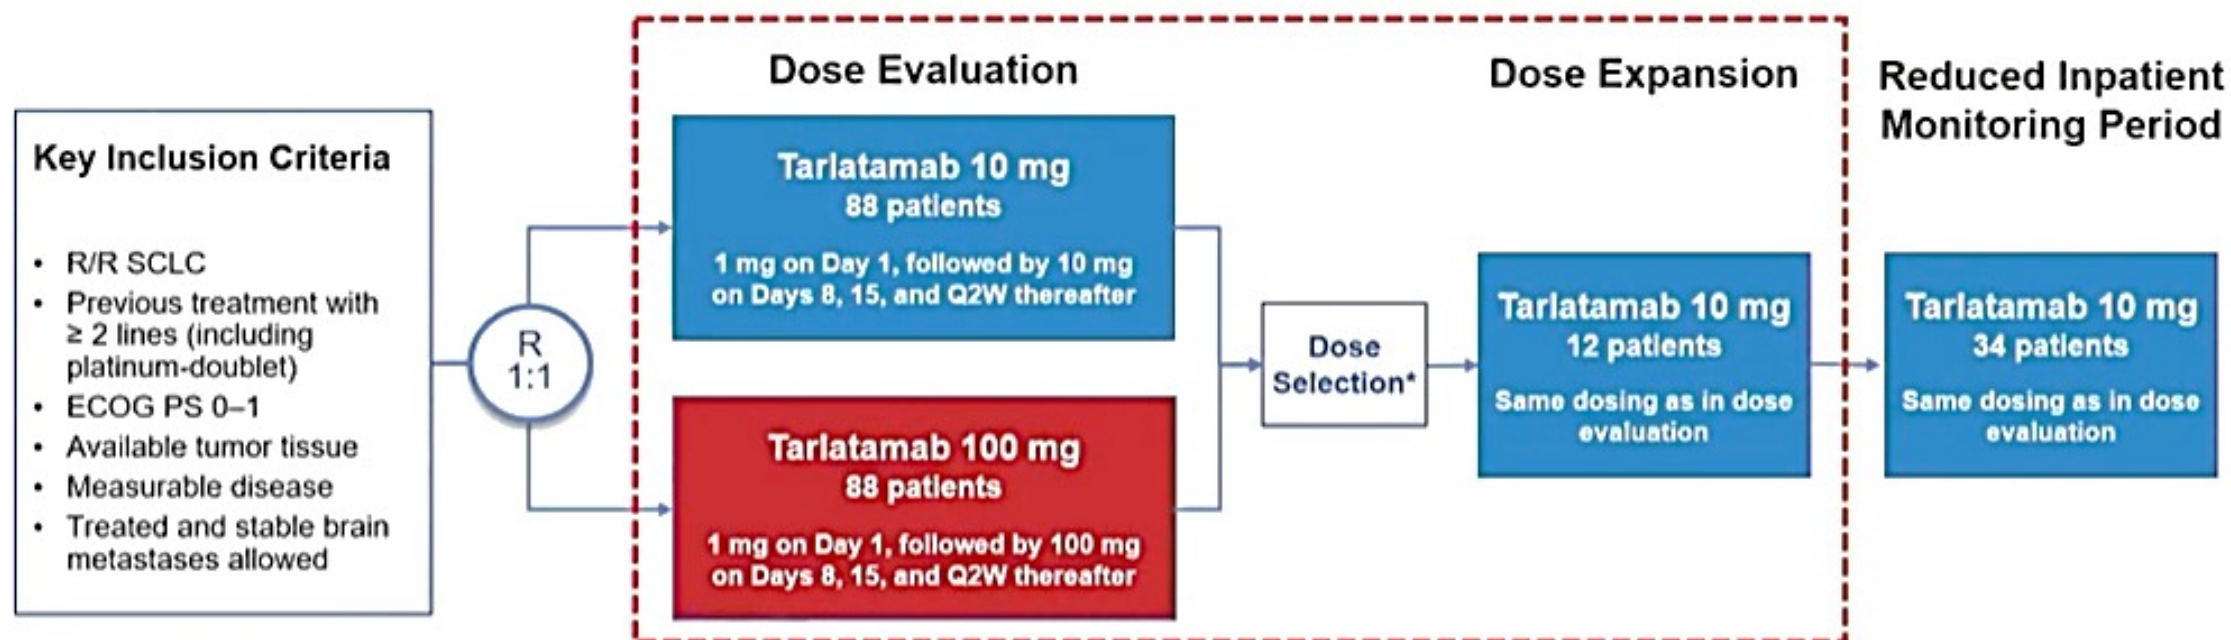 Dose Evaluation
Dose Expansion
Reduced Inpatient
Monitoring Period
Key Inclusion Criteria
• R/R SCLC
• Previous treatment with
≥ 2 lines (including
platinum-doublet)
• ECOG PS 0–1
• Available tumor tissue
• Measurable disease
• Treated and stable brain
metastases allowed
R
1:1
Tarlatamab 10 mg
88 patients
1 mg on Day 1, followed by 10 mg
on Days 8, 15, and Q2W thereafter
Tarlatamab 100 mg
88 patients
1 mg on Day 1, followed by 100 mg
on Days 8, 15, and Q2W thereafter
Dose
Selection*
Tarlatamab 10 mg
12 patients
Same dosing as in dose
evaluation
Tarlatamab 10 mg
34 patients
Same dosing as in dose
evaluation